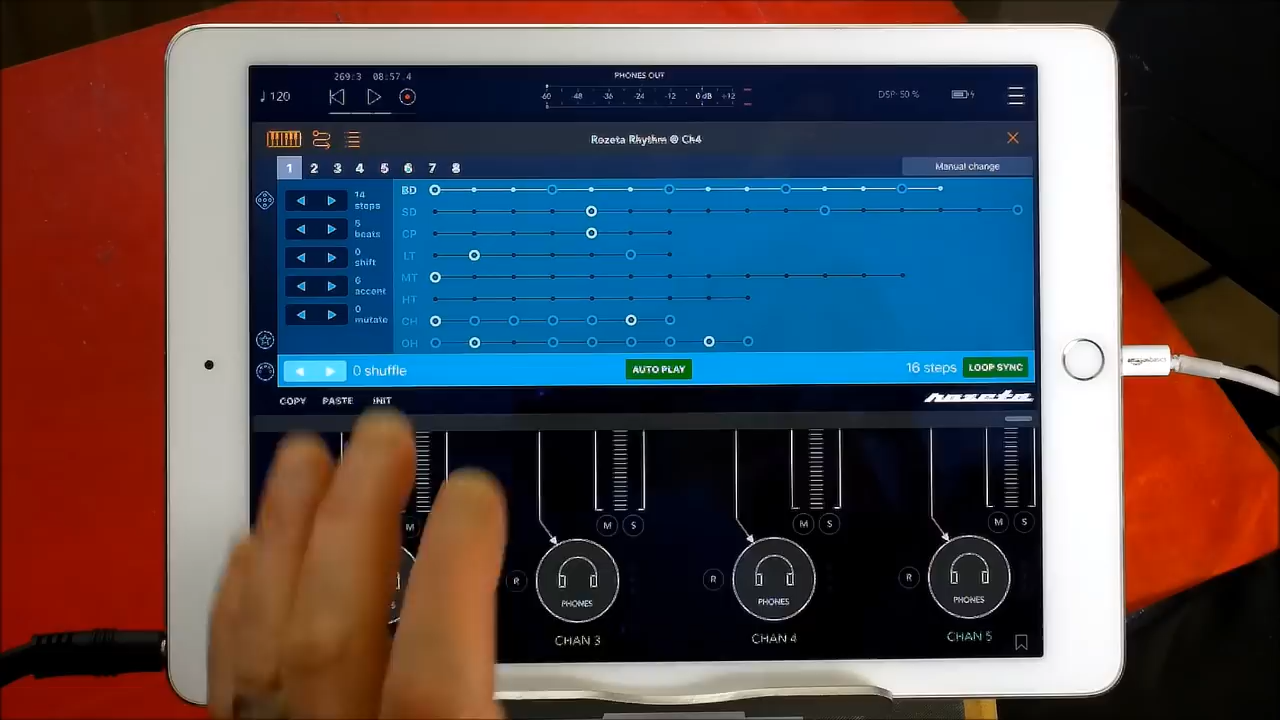 269:3 08:57.4
PHONES OUT
120
-60 -48 -36 -24 -12 0 dB +12
DSP-50 %
Rozeta Rhythm @ Ch4
1 2 3 4 5 6 7 8
Manual change
14 steps
5 beats
0 shift
6 accent
0 mutate
BD
SD
CP
LT
MT
HT
CH
OH
0 shuffle
AUTO PLAY
16 steps
LOOP SYNC
COPY PASTE INIT
Rozeta
M M S M S M S
R R R
PHONES PHONES PHONES
CHAN 3 CHAN 4 CHAN 5